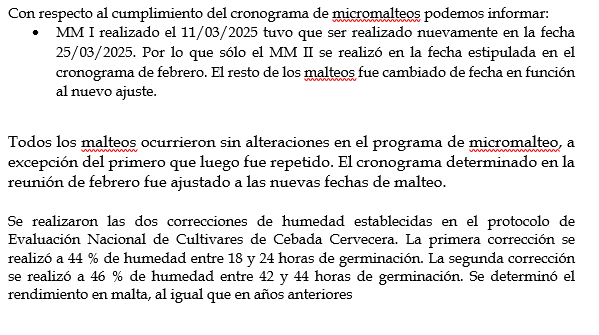 Con respecto al cumplimiento del cronograma de micromalteos podemos informar:
• MM I realizado el 11/03/2025 tuvo que ser realizado nuevamente en la fecha
25/03/2025. Por lo que sólo el MM II se realizó en la fecha estipulada en el
cronograma de febrero. El resto de los malteos fue cambiado de fecha en función
al nuevo ajuste.
Todos los malteos ocurrieron sin alteraciones en el programa de micromalteo, a
excepción del primero que luego fue repetido. El cronograma determinado en la
reunión de febrero fue ajustado a las nuevas fechas de malteo.
Se realizaron las dos correcciones de humedad establecidas en el protocolo de
Evaluación Nacional de Cultivares de Cebada Cervecera. La primera corrección se
realizó a 44 % de humedad entre 18 y 24 horas de germinación. La segunda corrección
se realizó a 46 % de humedad entre 42 y 44 horas de germinación. Se determinó el
rendimiento en malta, al igual que en años anteriores